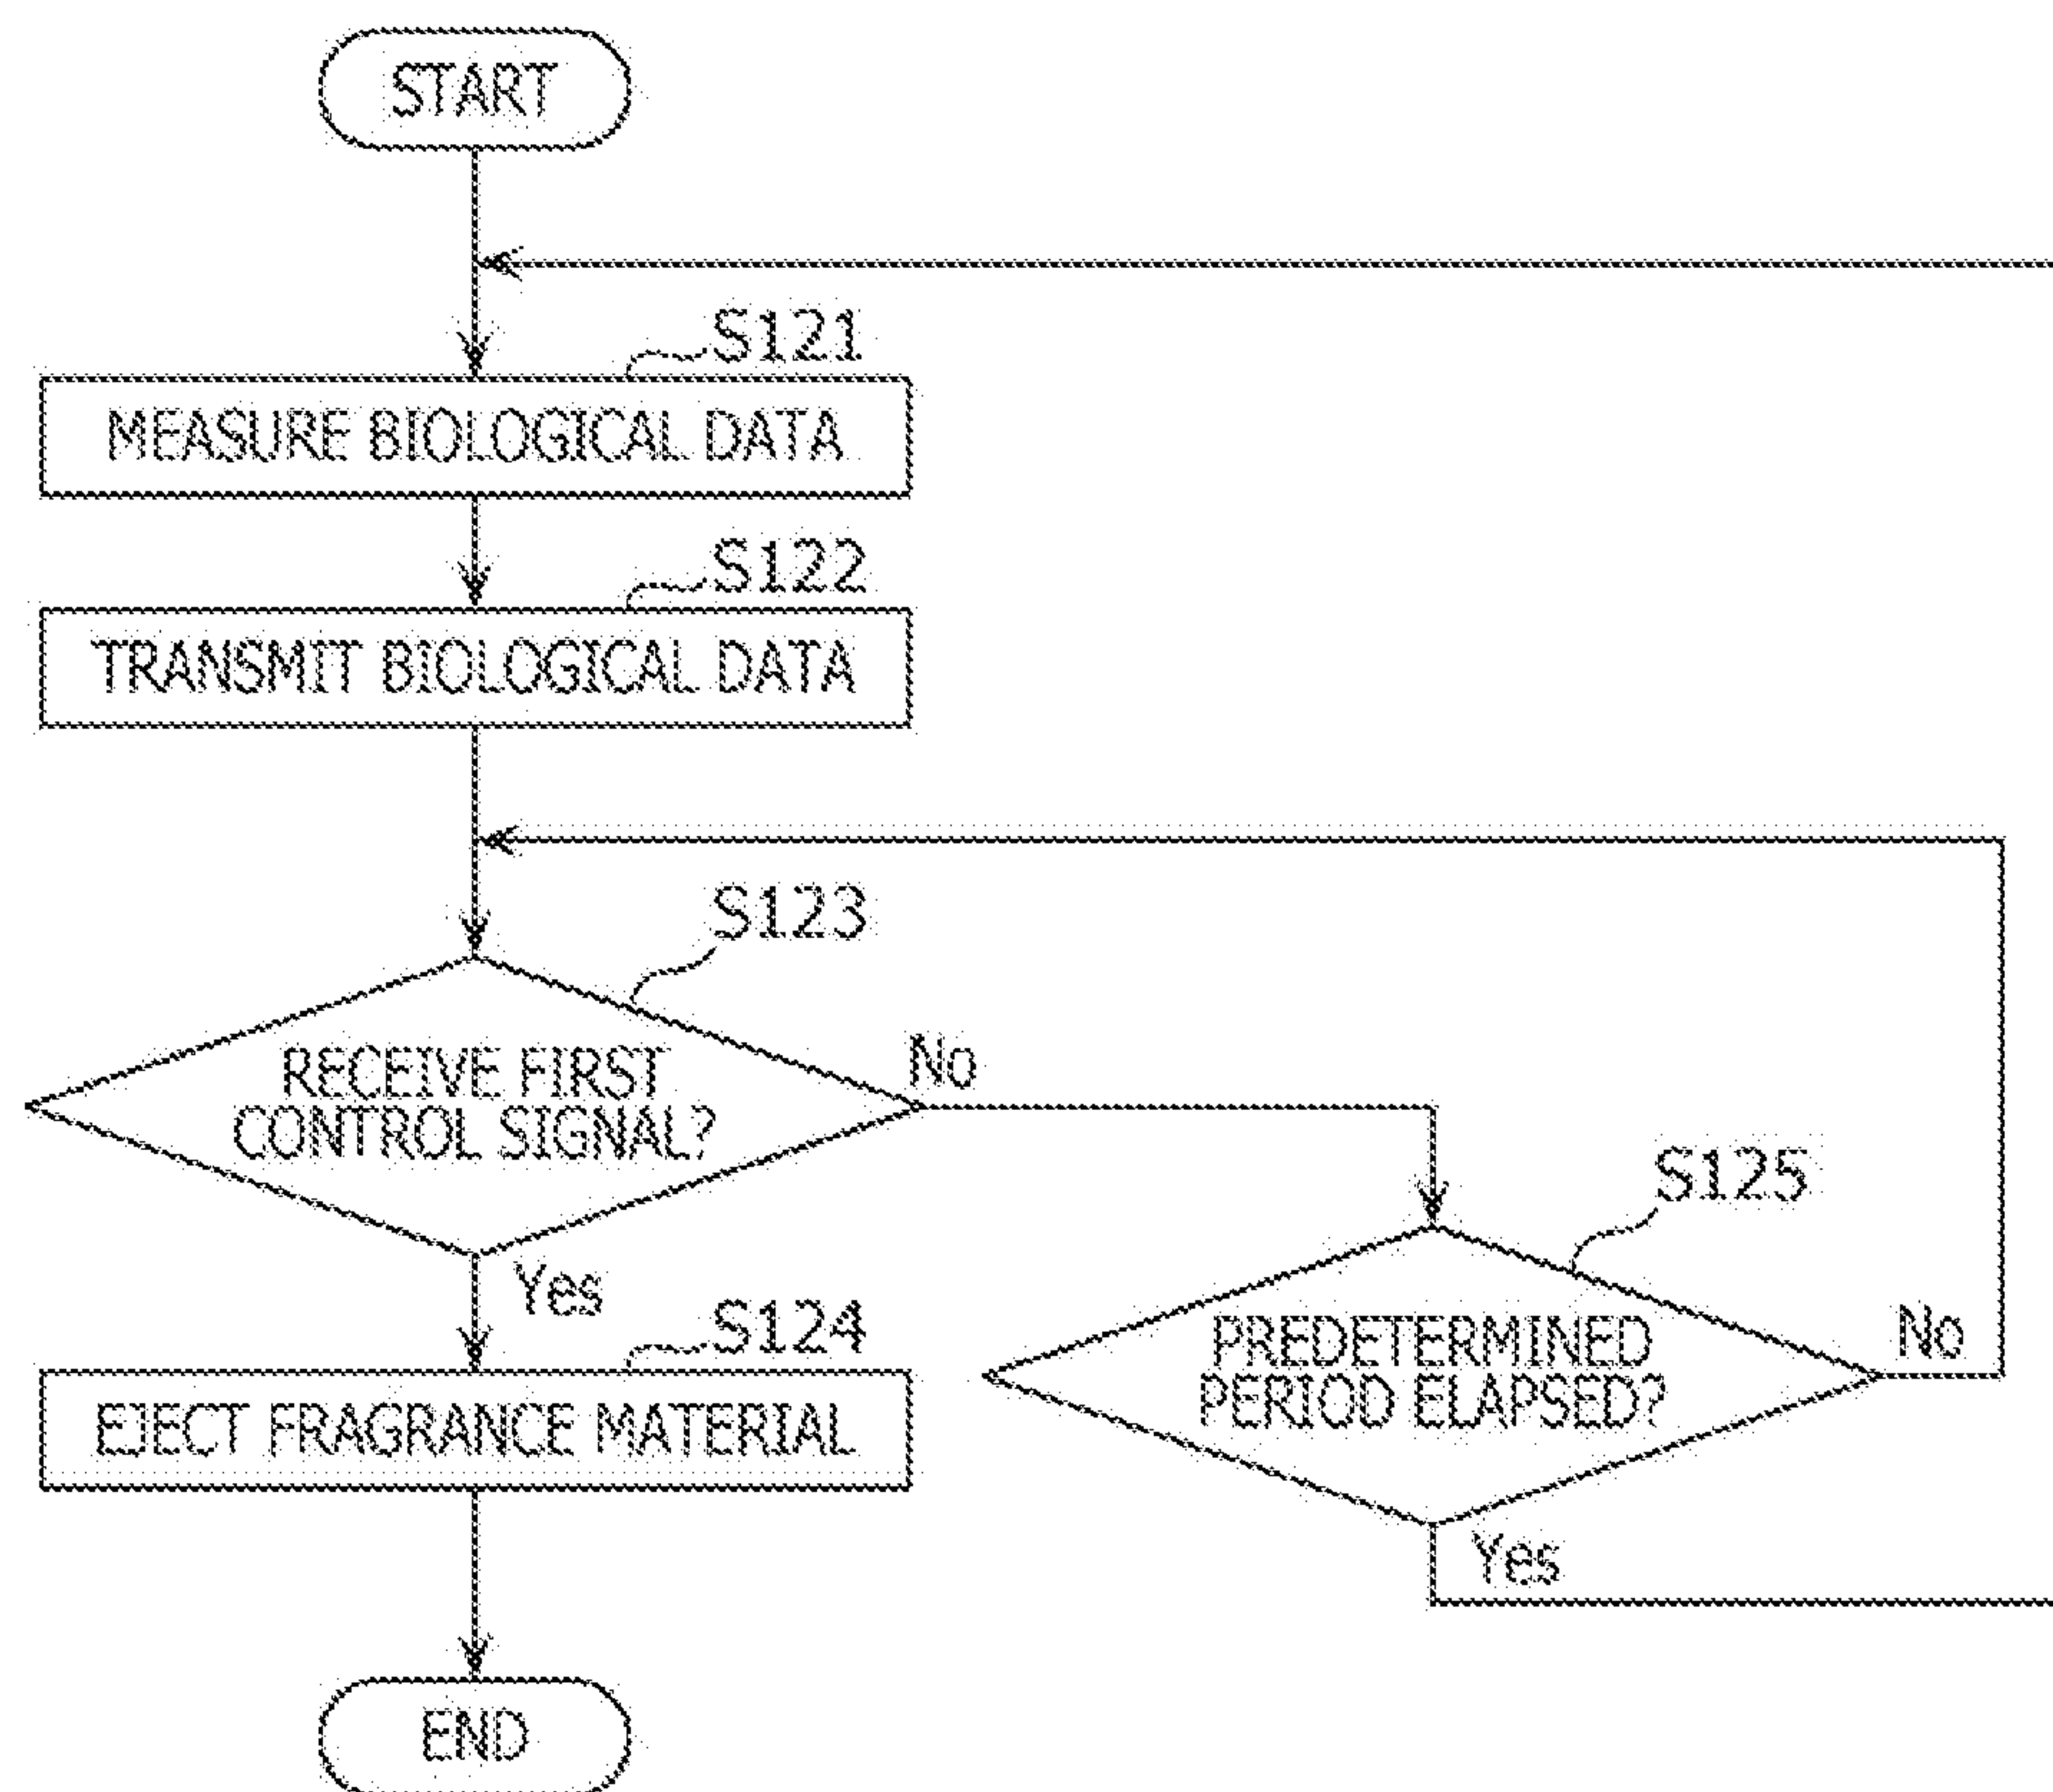 START
S121
MEASURE BIOLOGICAL DATA
S122
TRANSMIT BIOLOGICAL DATA
S123
RECEIVE FIRST
CONTROL SIGNAL?
No
Yes
S125
PREDETERMINED
PERIOD ELAPSED?
No
Yes
S124
EJECT FRAGRANCE MATERIAL
END